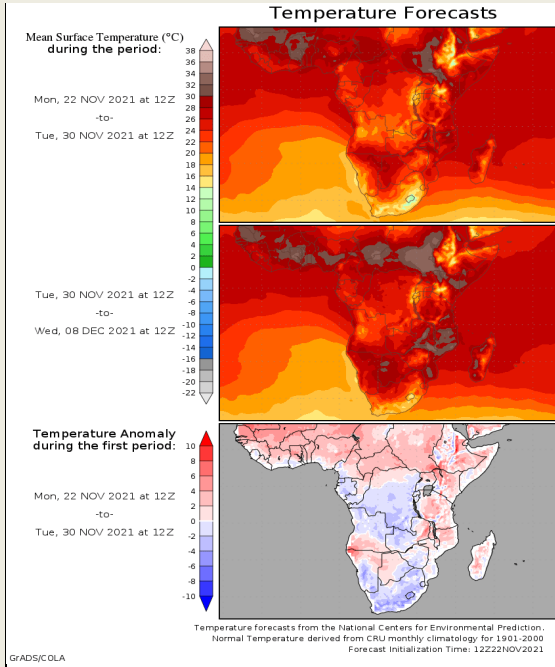 Temperature Forecasts
Mean Surface Temperature (°C)
during the period:
38
36
34
32
30
28
26
24
22
20
18
16
14
12
10
8
6
4
2
0
-2
-4
-6
-8
-10
-12
-14
-16
-18
-20
-22
Mon, 22 NOV 2021 at 12Z
-to-
Tue, 30 NOV 2021 at 12Z
Tue, 30 NOV 2021 at 12Z
-to-
Wed, 08 DEC 2021 at 12Z
Temperature Anomaly
during the first period:
10
8
6
4
2
0
-2
-4
-6
-8
-10
Mon, 22 NOV 2021 at 12Z
-to-
Tue, 30 NOV 2021 at 12Z
Temperature forecasts from the National Centers for Environmental Prediction.
Normal Temperature derived from CRU monthly climatology for 1901-2000
Forecast Initialization Time: 12Z22NOV2021
GrADS/COLA